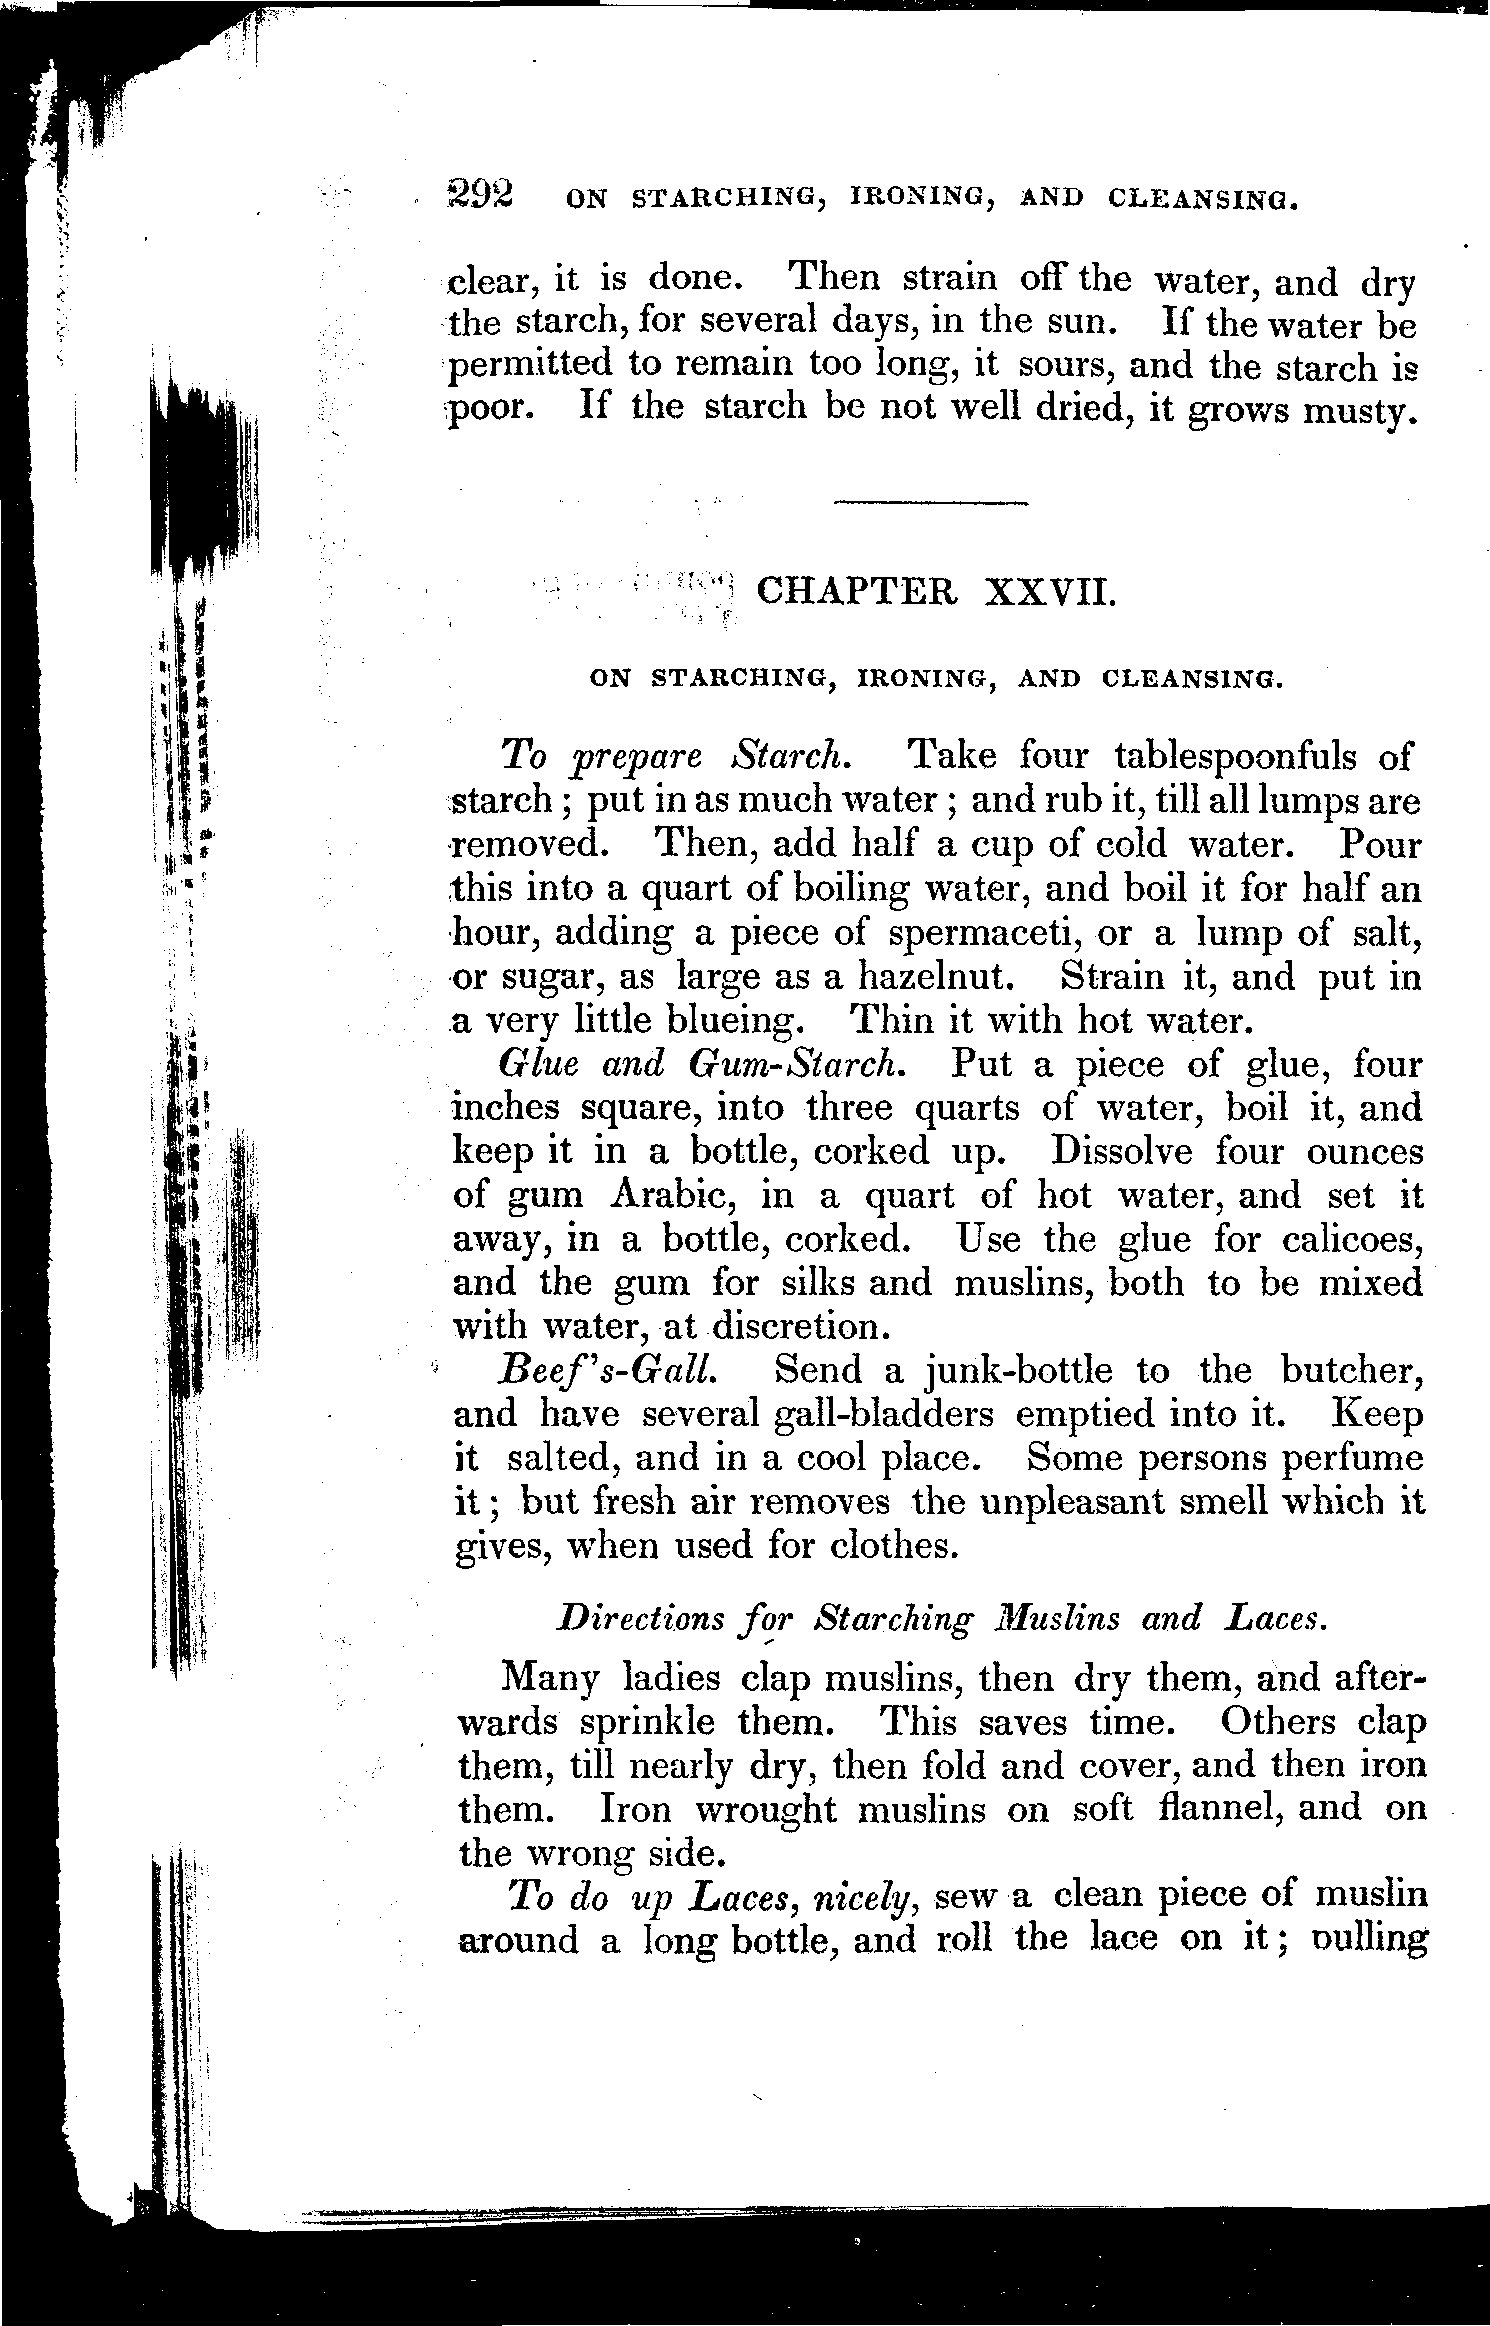 292 ON STARCHING, IRONING, AND CLEANSING.
clear, it is done. Then strain off the water, and dry
the starch, for several days, in the sun. If the water be
permitted to remain too long, it sours, and the starch is
poor. If the starch be not well dried, it grows musty.
CHAPTER XXVII.
ON STARCHING, IRONING, AND CLEANSING.
To prepare Starch. Take four tablespoonfuls of
starch; put in as much water; and rub it, till all lumps are
removed. Then, add half a cup of cold water. Pour
this into a quart of boiling water, and boil it for half an
hour, adding a piece of spermaceti, or a lump of salt,
or sugar, as large as a hazelnut. Strain it, and put in
a very little blueing. Thin it with hot water.
Glue and Gum-Starch. Put a piece of glue, four
inches square, into three quarts of water, boil it, and
keep it in a bottle, corked up. Dissolve four ounces
of gum Arabic, in a quart of hot water, and set it
away, in a bottle, corked. Use the glue for calicoes,
and the gum for silks and muslins, both to be mixed
with water, at discretion.
Beef's-Gall. Send a junk-bottle to the butcher,
and have several gall-bladders emptied into it. Keep
it salted, and in a cool place. Some persons perfume
it; but fresh air removes the unpleasant smell which it
gives, when used for clothes.
Directions for Starching Muslins and Laces.
Many ladies clap muslins, then dry them, and after-
wards sprinkle them. This saves time. Others clap
them, till nearly dry, then fold and cover, and then iron
them. Iron wrought muslins on soft flannel, and on
the wrong side.
To do up Laces, nicely, sew a clean piece of muslin
around a long bottle, and roll the lace on it; pulling